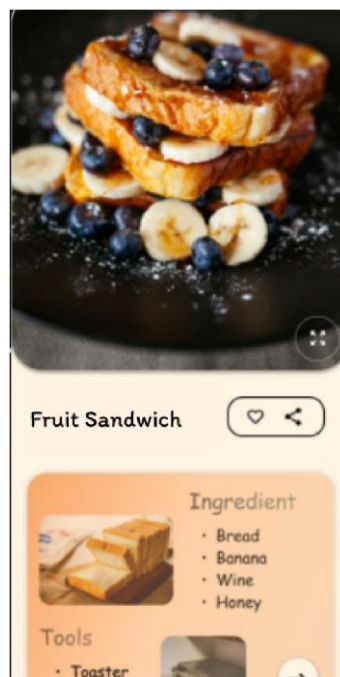 Fruit Sandwich
Ingredient
• Bread
• Banana
• Wine
• Honey
Tools
• Toaster